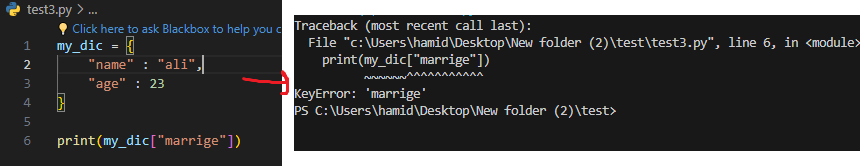 test3.py > ...
Click here to ask Blackbox to help you c
1 my_dic = {
2 "name" : "ali",
3 "age" : 23
4 }
5
6 print(my_dic["marrige"])
Traceback (most recent call last):
File "c:\Users\hamid\Desktop\New folder (2)\test\test3.py", line 6, in <module>
print(my_dic["marrige"])
~~~~~~^^^^^^^^^^^
KeyError: 'marrige'
PS C:\Users\hamid\Desktop\New folder (2)\test>